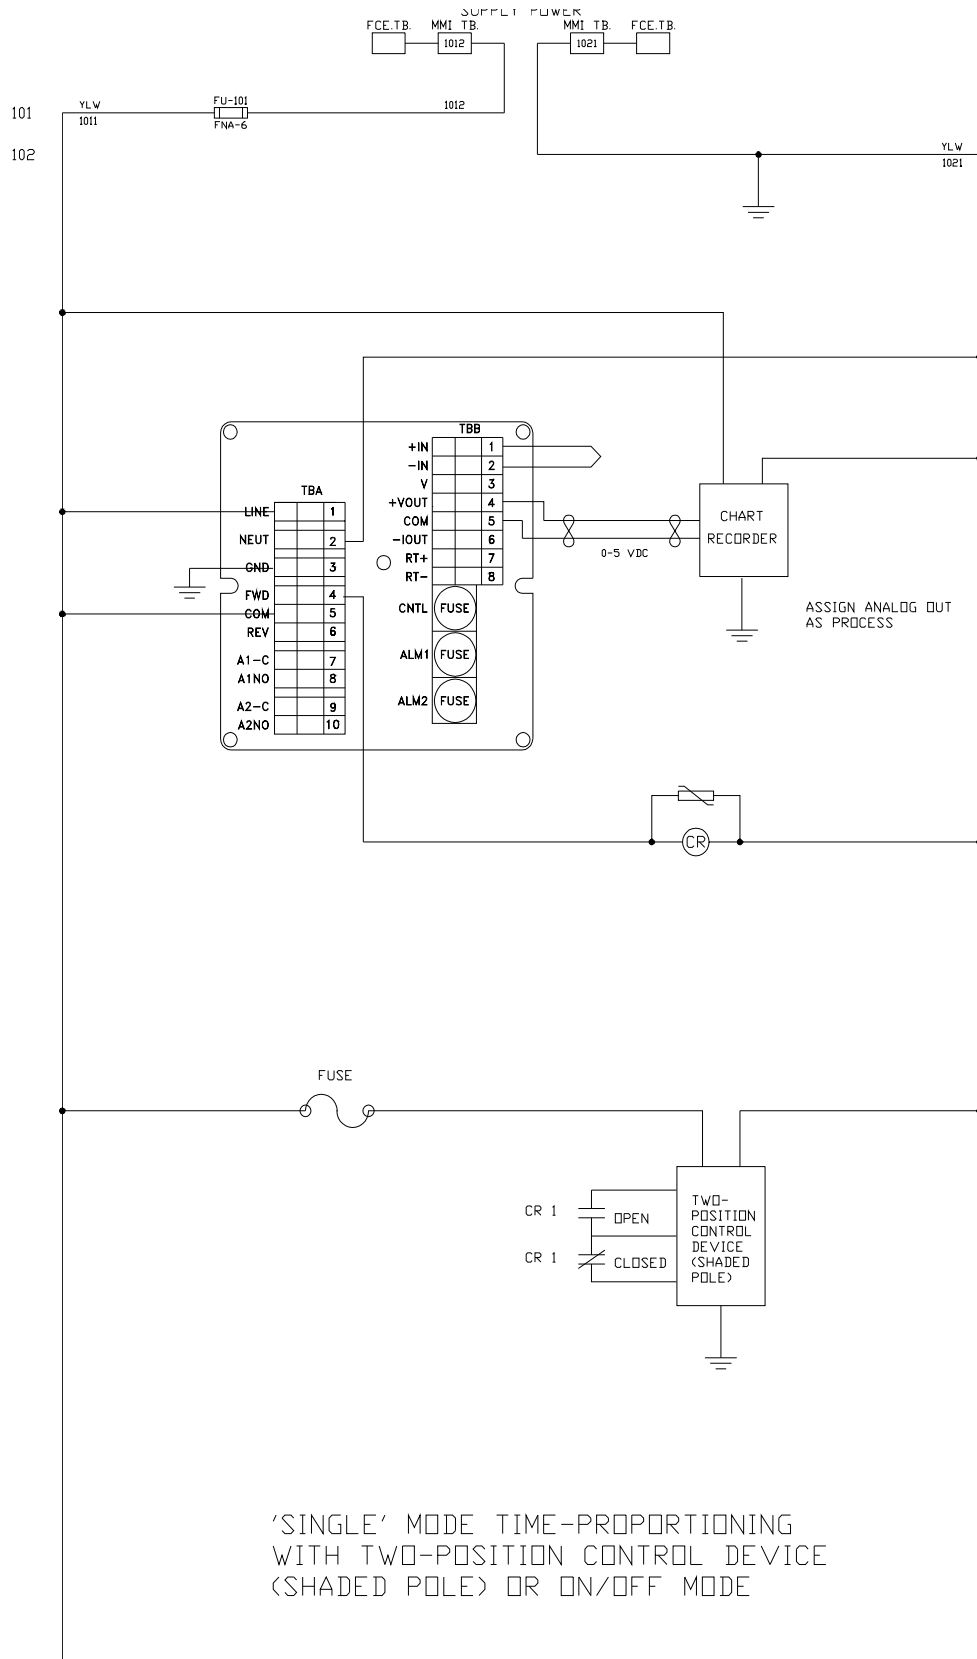 SUPPLY POWER
FCE.TB. MMI TB. MMI TB. FCE.TB.
1012 1021
101 YLW FU-101 1012
1011 FNA-6
102 YLW
1021
TBB
+IN 1
-IN 2
V 3
+VOUT 4
COM 5
-IOUT 6
RT+ 7
RT- 8
CNTL FUSE
ALM1 FUSE
ALM2 FUSE
TBA
LINE 1
NEUT 2
GND 3
FWD 4
COM 5
REV 6
A1-C 7
A1NO 8
A2-C 9
A2NO 10
0-5 VDC
CHART
RECORDER
ASSIGN ANALOG OUT
AS PROCESS
CR
FUSE
CR 1 OPEN
CR 1 CLOSED
TWO-
POSITION
CONTROL
DEVICE
(SHADED
POLE)
'SINGLE' MODE TIME-PROPORTIONING
WITH TWO-POSITION CONTROL DEVICE
(SHADED POLE) OR ON/OFF MODE